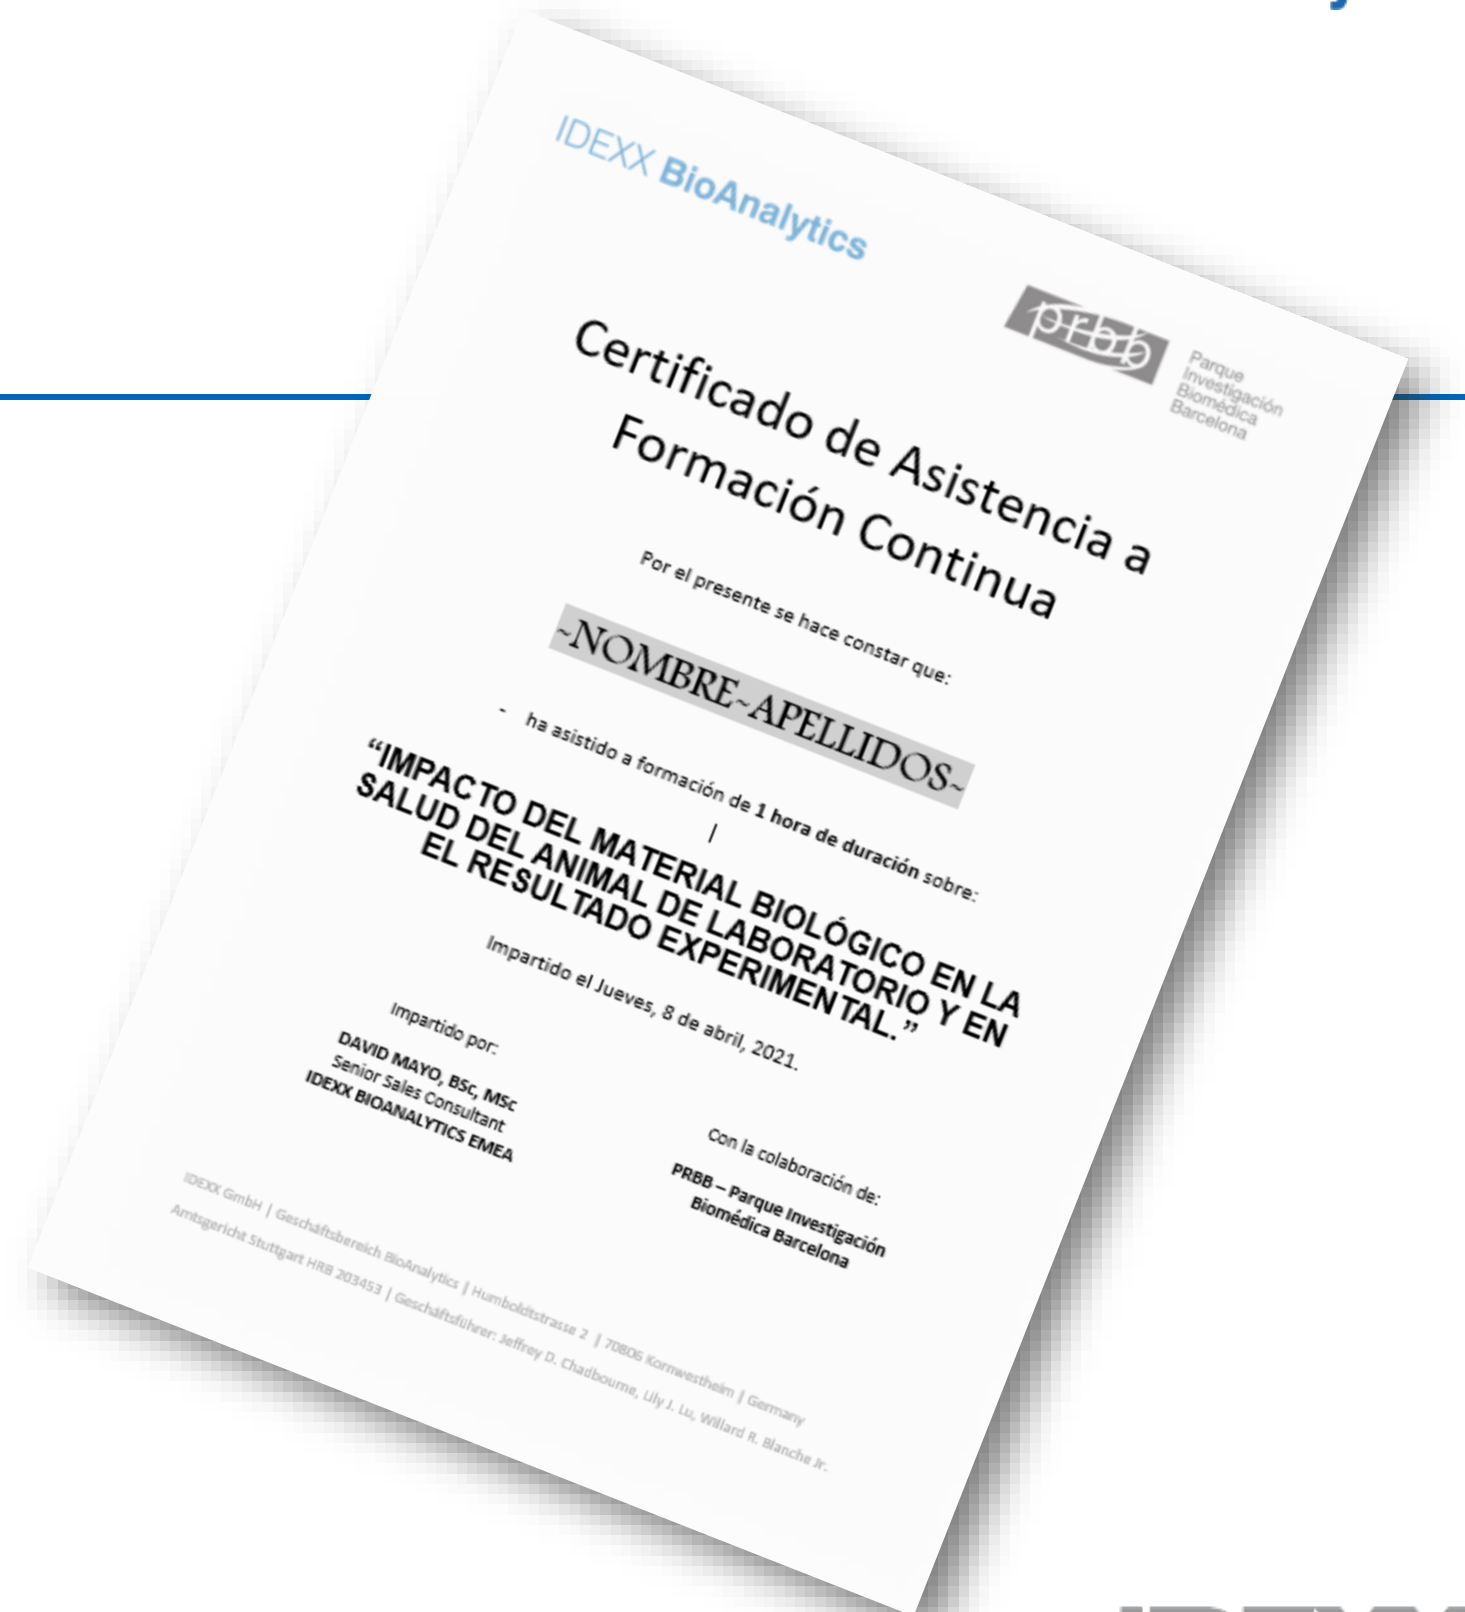 IDEXX BioAnalytics
prbb
Parque
Investigación
Biomédica
Barcelona
Certificado de Asistencia a
Formación Continua
Por el presente se hace constar que:
~NOMBRE~APELLIDOS~
- ha asistido a formación de 1 hora de duración sobre:
“IMPACTO DEL MATERIAL BIOLÓGICO EN LA
SALUD DEL ANIMAL DE LABORATORIO Y EN
EL RESULTADO EXPERIMENTAL.”
Impartido el Jueves, 8 de abril, 2021.
Impartido por:
DAVID MAYO, BSc, MSc
Senior Sales Consultant
IDEXX BIOANALYTICS EMEA
Con la colaboración de:
PRBB – Parque Investigación
Biomédica Barcelona
IDEXX GmbH | Geschäftsbereich BioAnalytics | Humboldtstrasse 2 | 70806 Kornwestheim | Germany
Amtsgericht Stuttgart HRB 203453 | Geschäftsführer: Jeffrey D. Chadbourne, Lily J. Lu, Willard R. Blanche Jr.